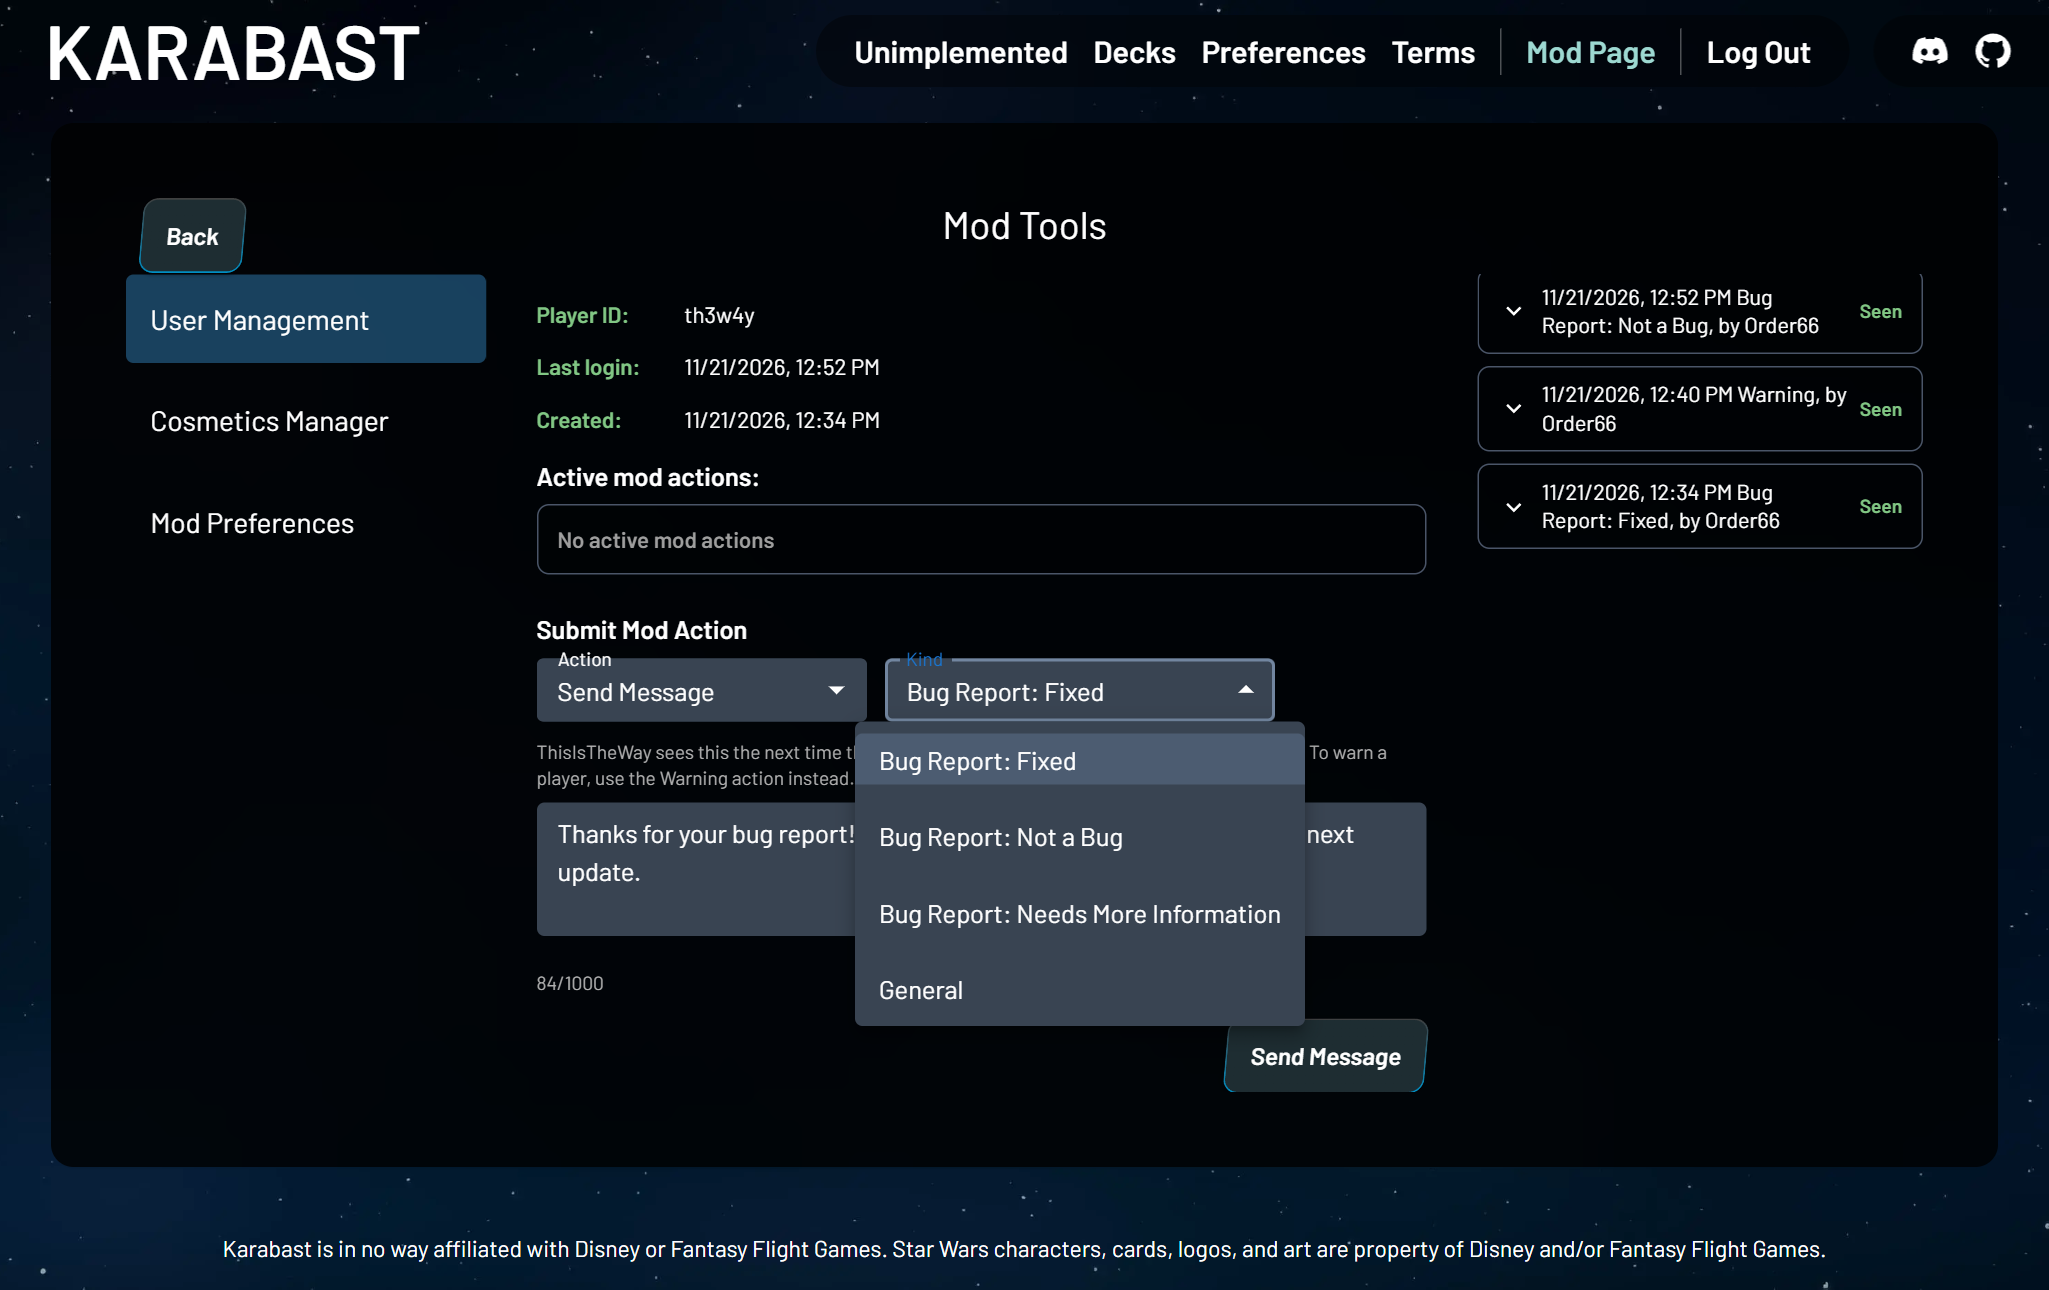 KARABAST
Unimplemented Decks Preferences Terms Mod Page Log Out
Back
Mod Tools
User Management
Cosmetics Manager
Mod Preferences
Player ID: th3w4y
Last login: 11/21/2026, 12:52 PM
Created: 11/21/2026, 12:34 PM
Active mod actions:
No active mod actions
Submit Mod Action
Action
Send Message
Kind
Bug Report: Fixed
ThisIsTheWay sees this the next time To warn a
player, use the Warning action instead.
Thanks for your bug report! next
update.
84/1000
Bug Report: Fixed
Bug Report: Not a Bug
Bug Report: Needs More Information
General
Send Message
11/21/2026, 12:52 PM Bug
Report: Not a Bug, by Order66
Seen
11/21/2026, 12:40 PM Warning, by
Order66
Seen
11/21/2026, 12:34 PM Bug
Report: Fixed, by Order66
Seen
Karabast is in no way affiliated with Disney or Fantasy Flight Games. Star Wars characters, cards, logos, and art are property of Disney and/or Fantasy Flight Games.